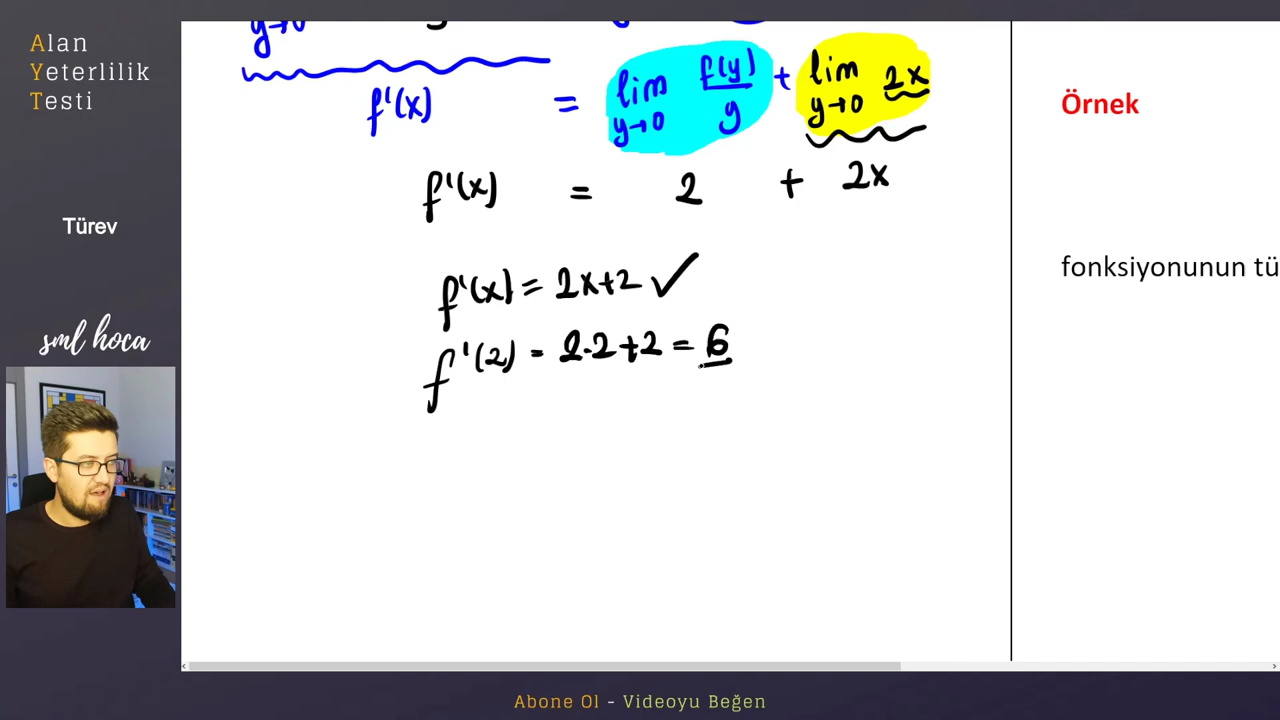 Alan
Yeterlilik
Testi
Türev
sml hoca
y→0
f'(x) = lim y→0 f(y)/y + lim y→0 2x
f'(x) = 2 + 2x
f'(x) = 2x+2 ✓
f'(2) = 2·2+2 = 6
Örnek
fonksiyonunun tü
Abone Ol - Videoyu Beğen